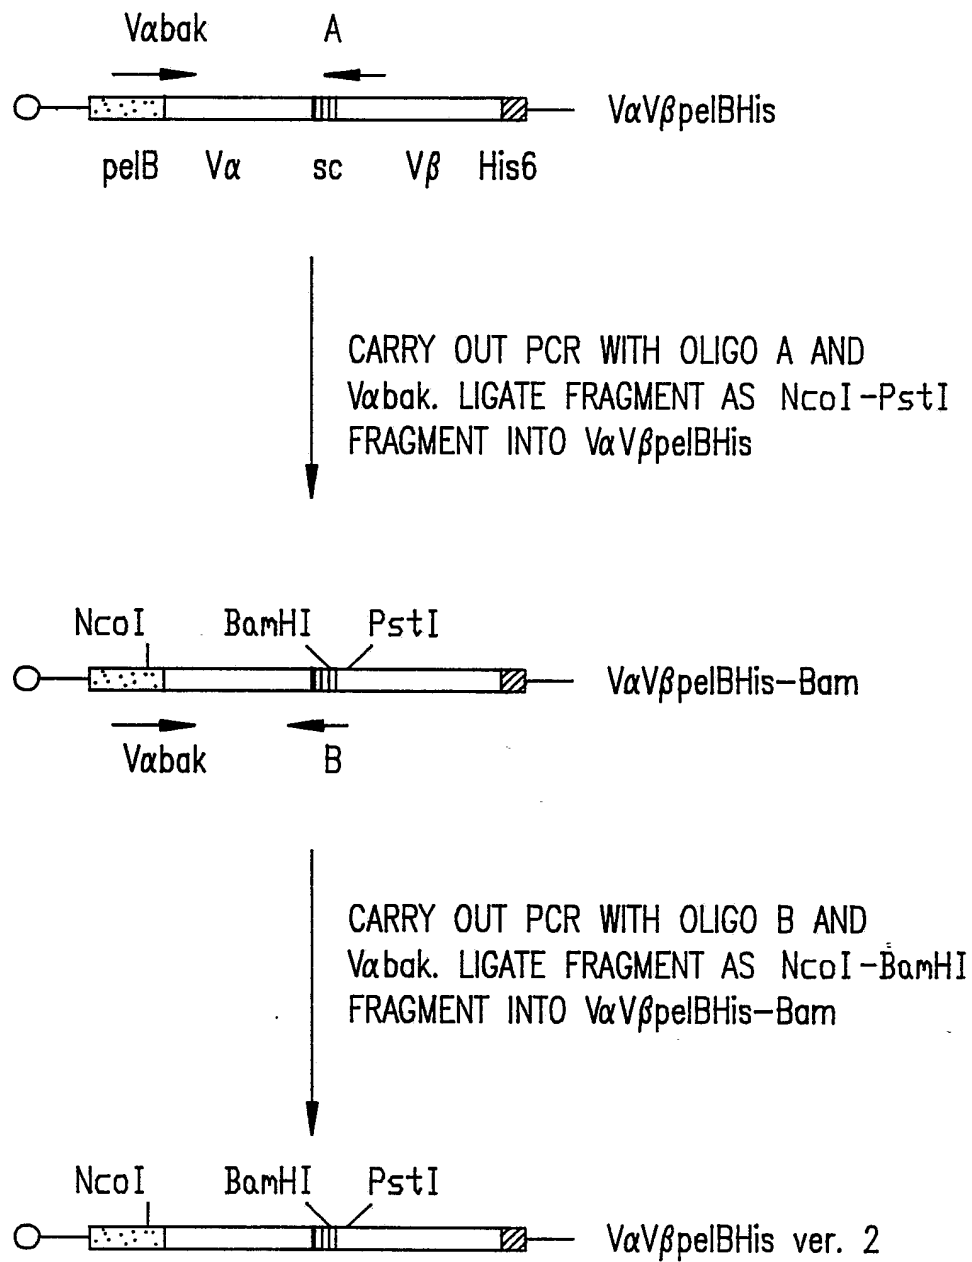 Vαbak A
VαVβpelBHis
pelB Vα sc Vβ His6
CARRY OUT PCR WITH OLIGO A AND
Vαbak. LIGATE FRAGMENT AS NcoI-PstI
FRAGMENT INTO VαVβpelBHis
NcoI BamHI PstI
VαVβpelBHis-Bam
Vαbak B
CARRY OUT PCR WITH OLIGO B AND
Vαbak. LIGATE FRAGMENT AS NcoI-BamHI
FRAGMENT INTO VαVβpelBHis-Bam
NcoI BamHI PstI
VαVβpelBHis ver. 2